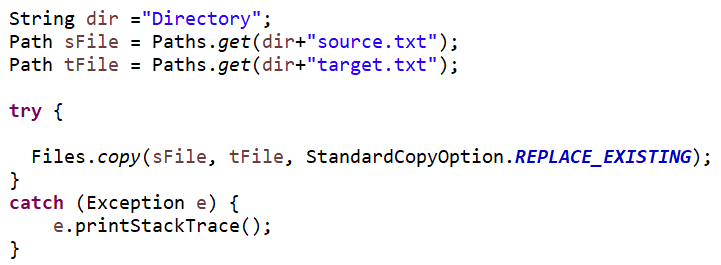 String dir ="Directory";
Path sFile = Paths.get(dir+"source.txt");
Path tFile = Paths.get(dir+"target.txt");
try {
Files.copy(sFile, tFile, StandardCopyOption.REPLACE_EXISTING);
}
catch (Exception e) {
e.printStackTrace();
}